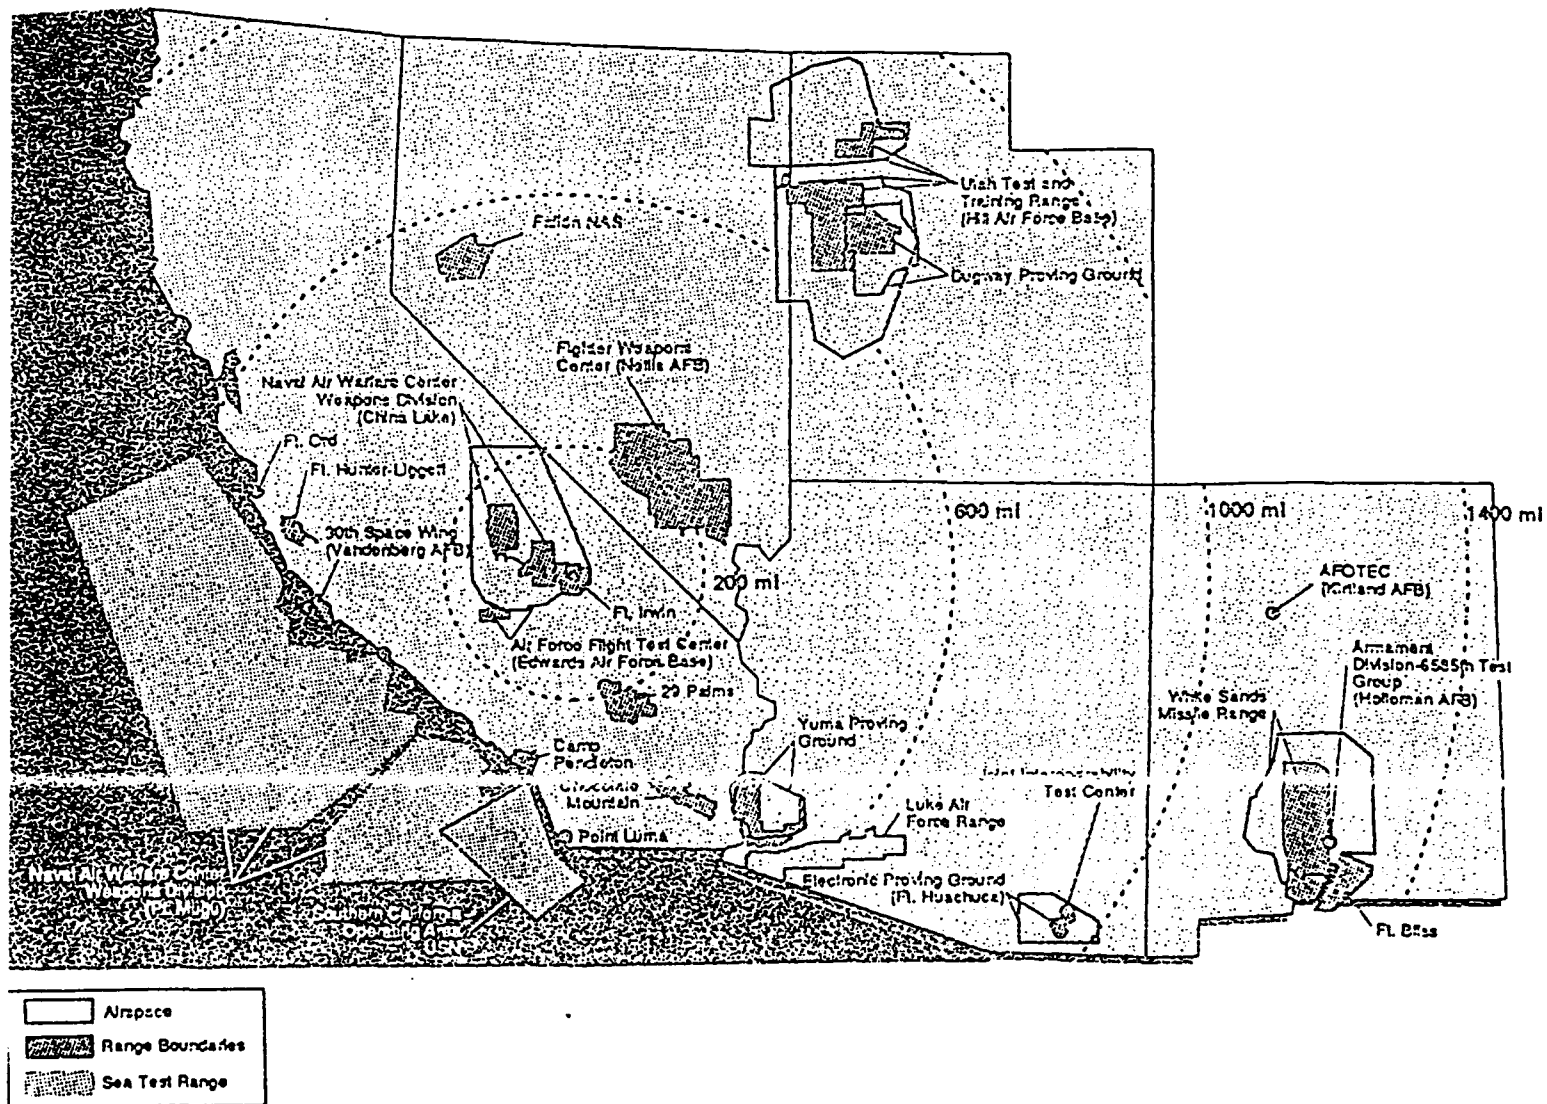 Fallon NAS
Utah Test and
Training Range
(Hill Air Force Base)
Dugway Proving Ground
Fighter Weapons
Center (Nellis AFB)
Naval Air Warfare Center
Weapons Division
(China Lake)
Ft. Ord
Ft. Hunter-Liggett
30th Space Wing
(Vandenberg AFB)
600 mi
1000 mi
1400 mi
200 mi
Ft. Irwin
Air Force Flight Test Center
(Edwards Air Force Base)
29 Palms
AFOTEC
(Kirtland AFB)
Armament
Division-6585th Test
Group
(Holloman AFB)
White Sands
Missile Range
Yuma Proving
Ground
Camp
Pendleton
Chocolate
Mountain
Joint Interoperability
Test Center
Luke Air
Force Range
Point Luma
Electronic Proving Ground
(Ft. Huachuca)
Naval Air Warfare Center
Weapons Division
(Pt. Mugu)
Southern California
Operating Area
Ft. Bliss
Airspace
Range Boundaries
Sea Test Range